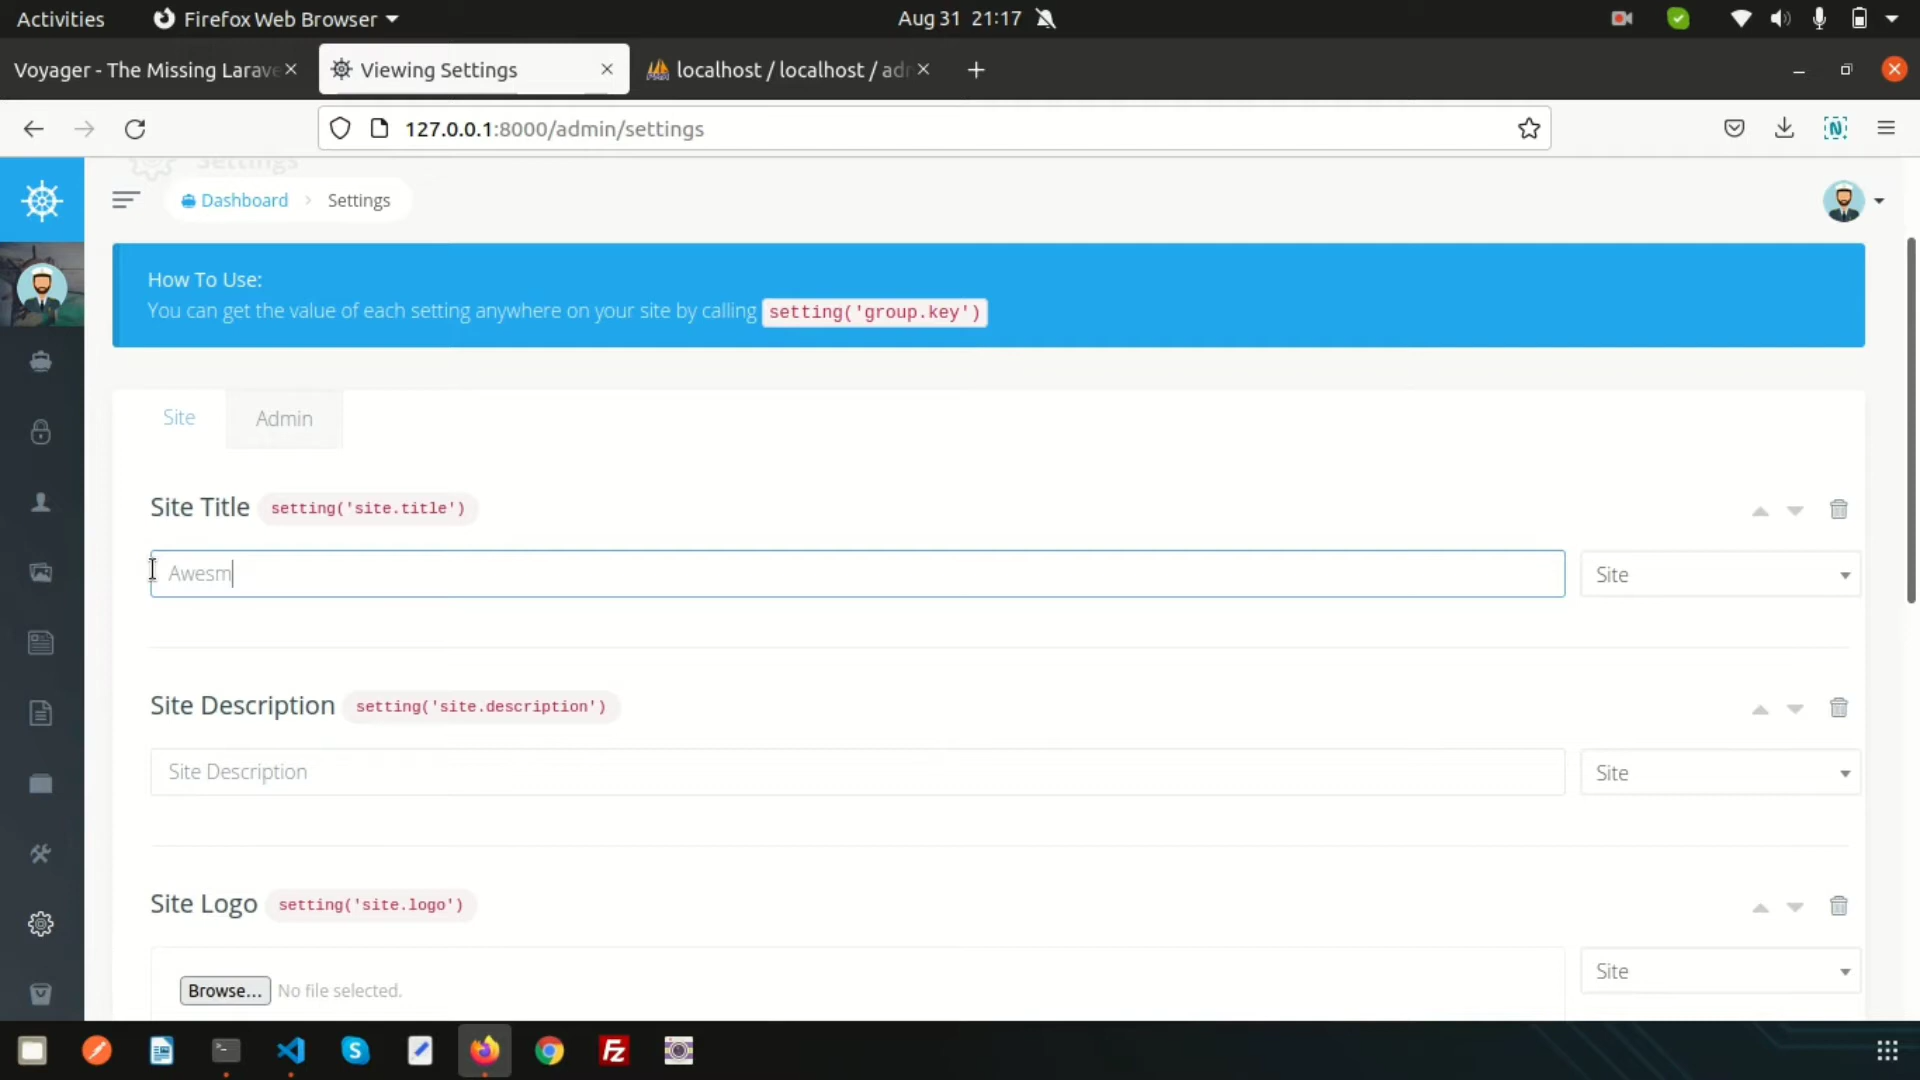 Activities
Firefox Web Browser
Aug 31 21:17
Voyager - The Missing Larave
Viewing Settings
localhost / localhost / adm
127.0.0.1:8000/admin/settings
Settings
Dashboard
Settings
How To Use:
You can get the value of each setting anywhere on your site by calling setting('group.key')
Site
Admin
Site Title setting('site.title')
Awesm
Site
Site Description setting('site.description')
Site Description
Site
Site Logo setting('site.logo')
Site
Browse... No file selected.